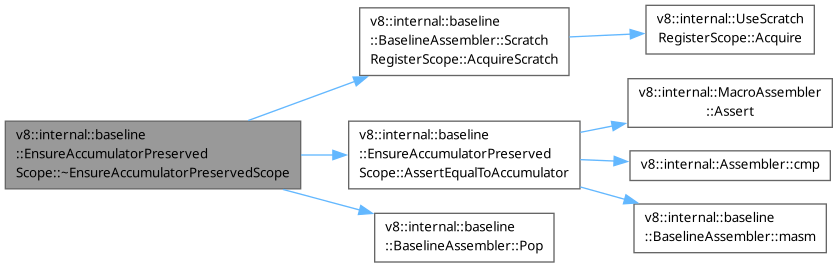 v8::internal::baseline
::EnsureAccumulatorPreserved
Scope::~EnsureAccumulatorPreservedScope
v8::internal::baseline
::BaselineAssembler::Scratch
RegisterScope::AcquireScratch
v8::internal::UseScratch
RegisterScope::Acquire
v8::internal::baseline
::EnsureAccumulatorPreserved
Scope::AssertEqualToAccumulator
v8::internal::MacroAssembler
::Assert
v8::internal::Assembler::cmp
v8::internal::baseline
::BaselineAssembler::masm
v8::internal::baseline
::BaselineAssembler::Pop